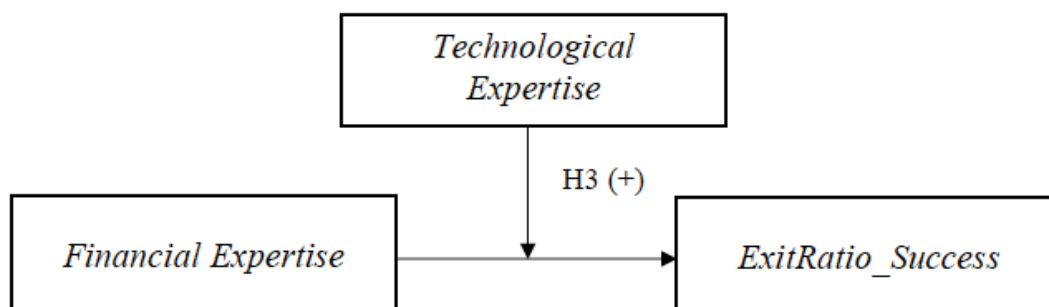 Technological
Expertise
H3 (+)
Financial Expertise
ExitRatio_Success